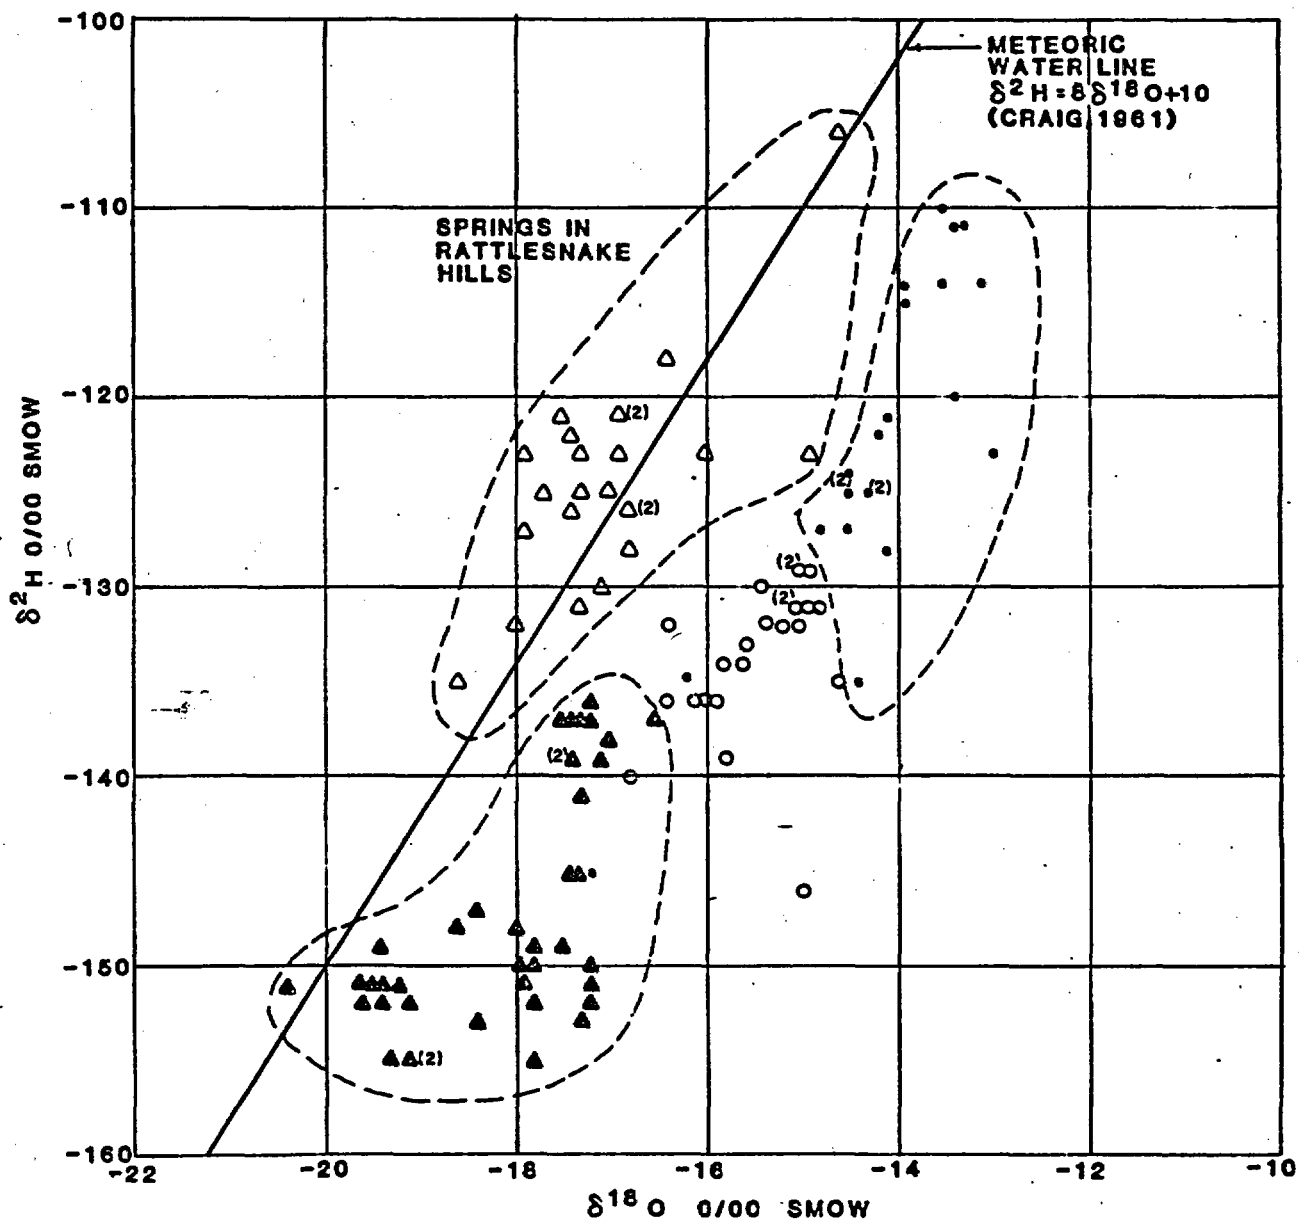 -100
METEORIC
WATER LINE
δ²H=8δ¹⁸O+10
(CRAIG 1961)
-110
SPRINGS IN
RATTLESNAKE
HILLS
-120
(2)
(2) (2)
(2)
(2)
-130
(2)
(2)
-140
-150
(2)
-160
-22 -20 -18 -16 -14 -12 -10
δ²H 0/00 SMOW
δ¹⁸O 0/00 SMOW